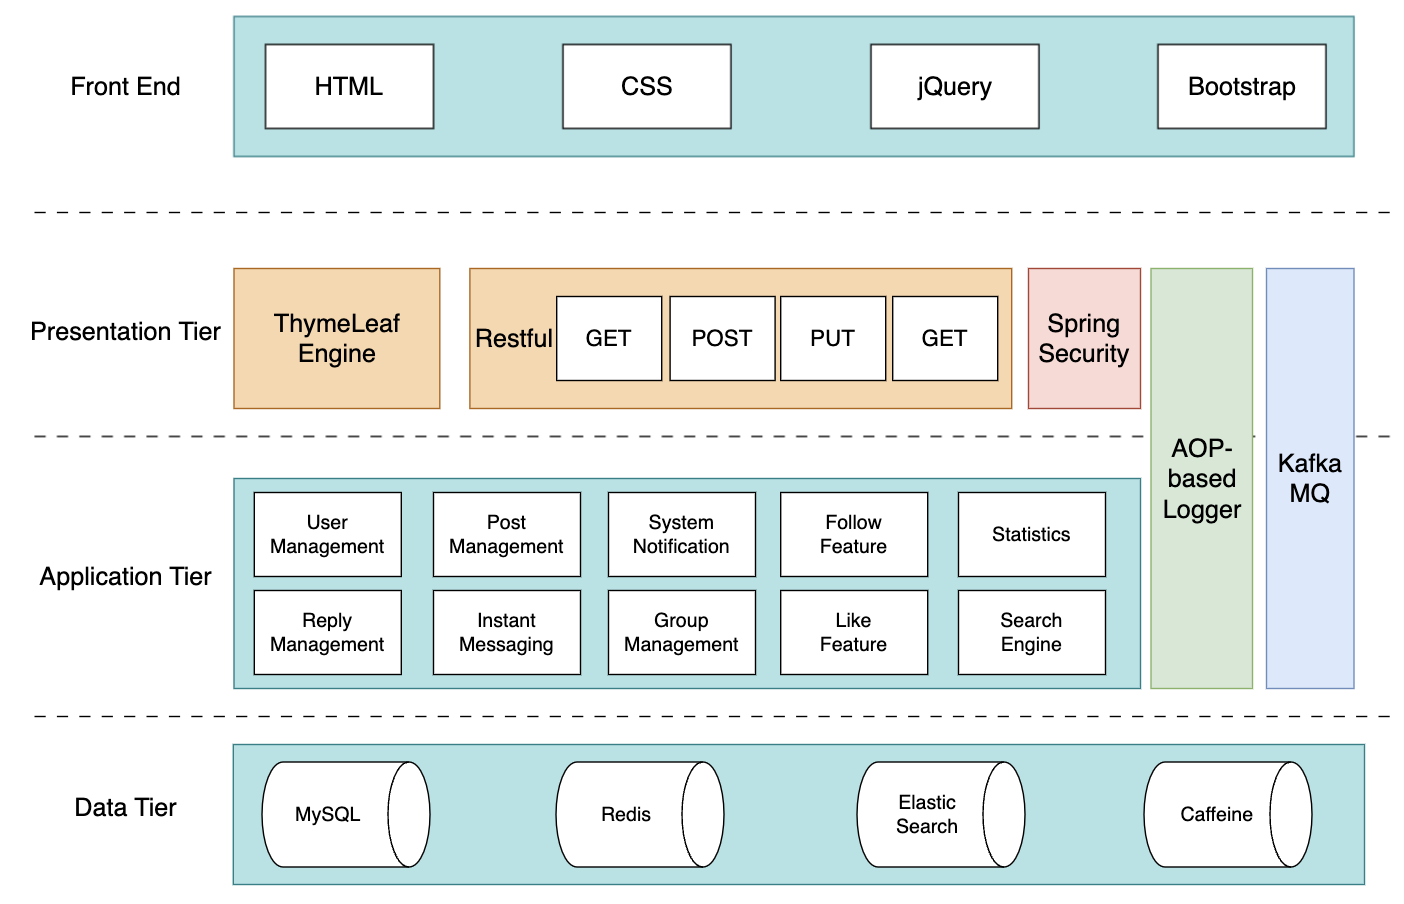 Front End
HTML
CSS
jQuery
Bootstrap
Presentation Tier
ThymeLeaf
Engine
Restful
GET
POST
PUT
GET
Spring
Security
AOP-
based
Logger
Kafka
MQ
Application Tier
User
Management
Post
Management
System
Notification
Follow
Feature
Statistics
Reply
Management
Instant
Messaging
Group
Management
Like
Feature
Search
Engine
Data Tier
MySQL
Redis
Elastic
Search
Caffeine